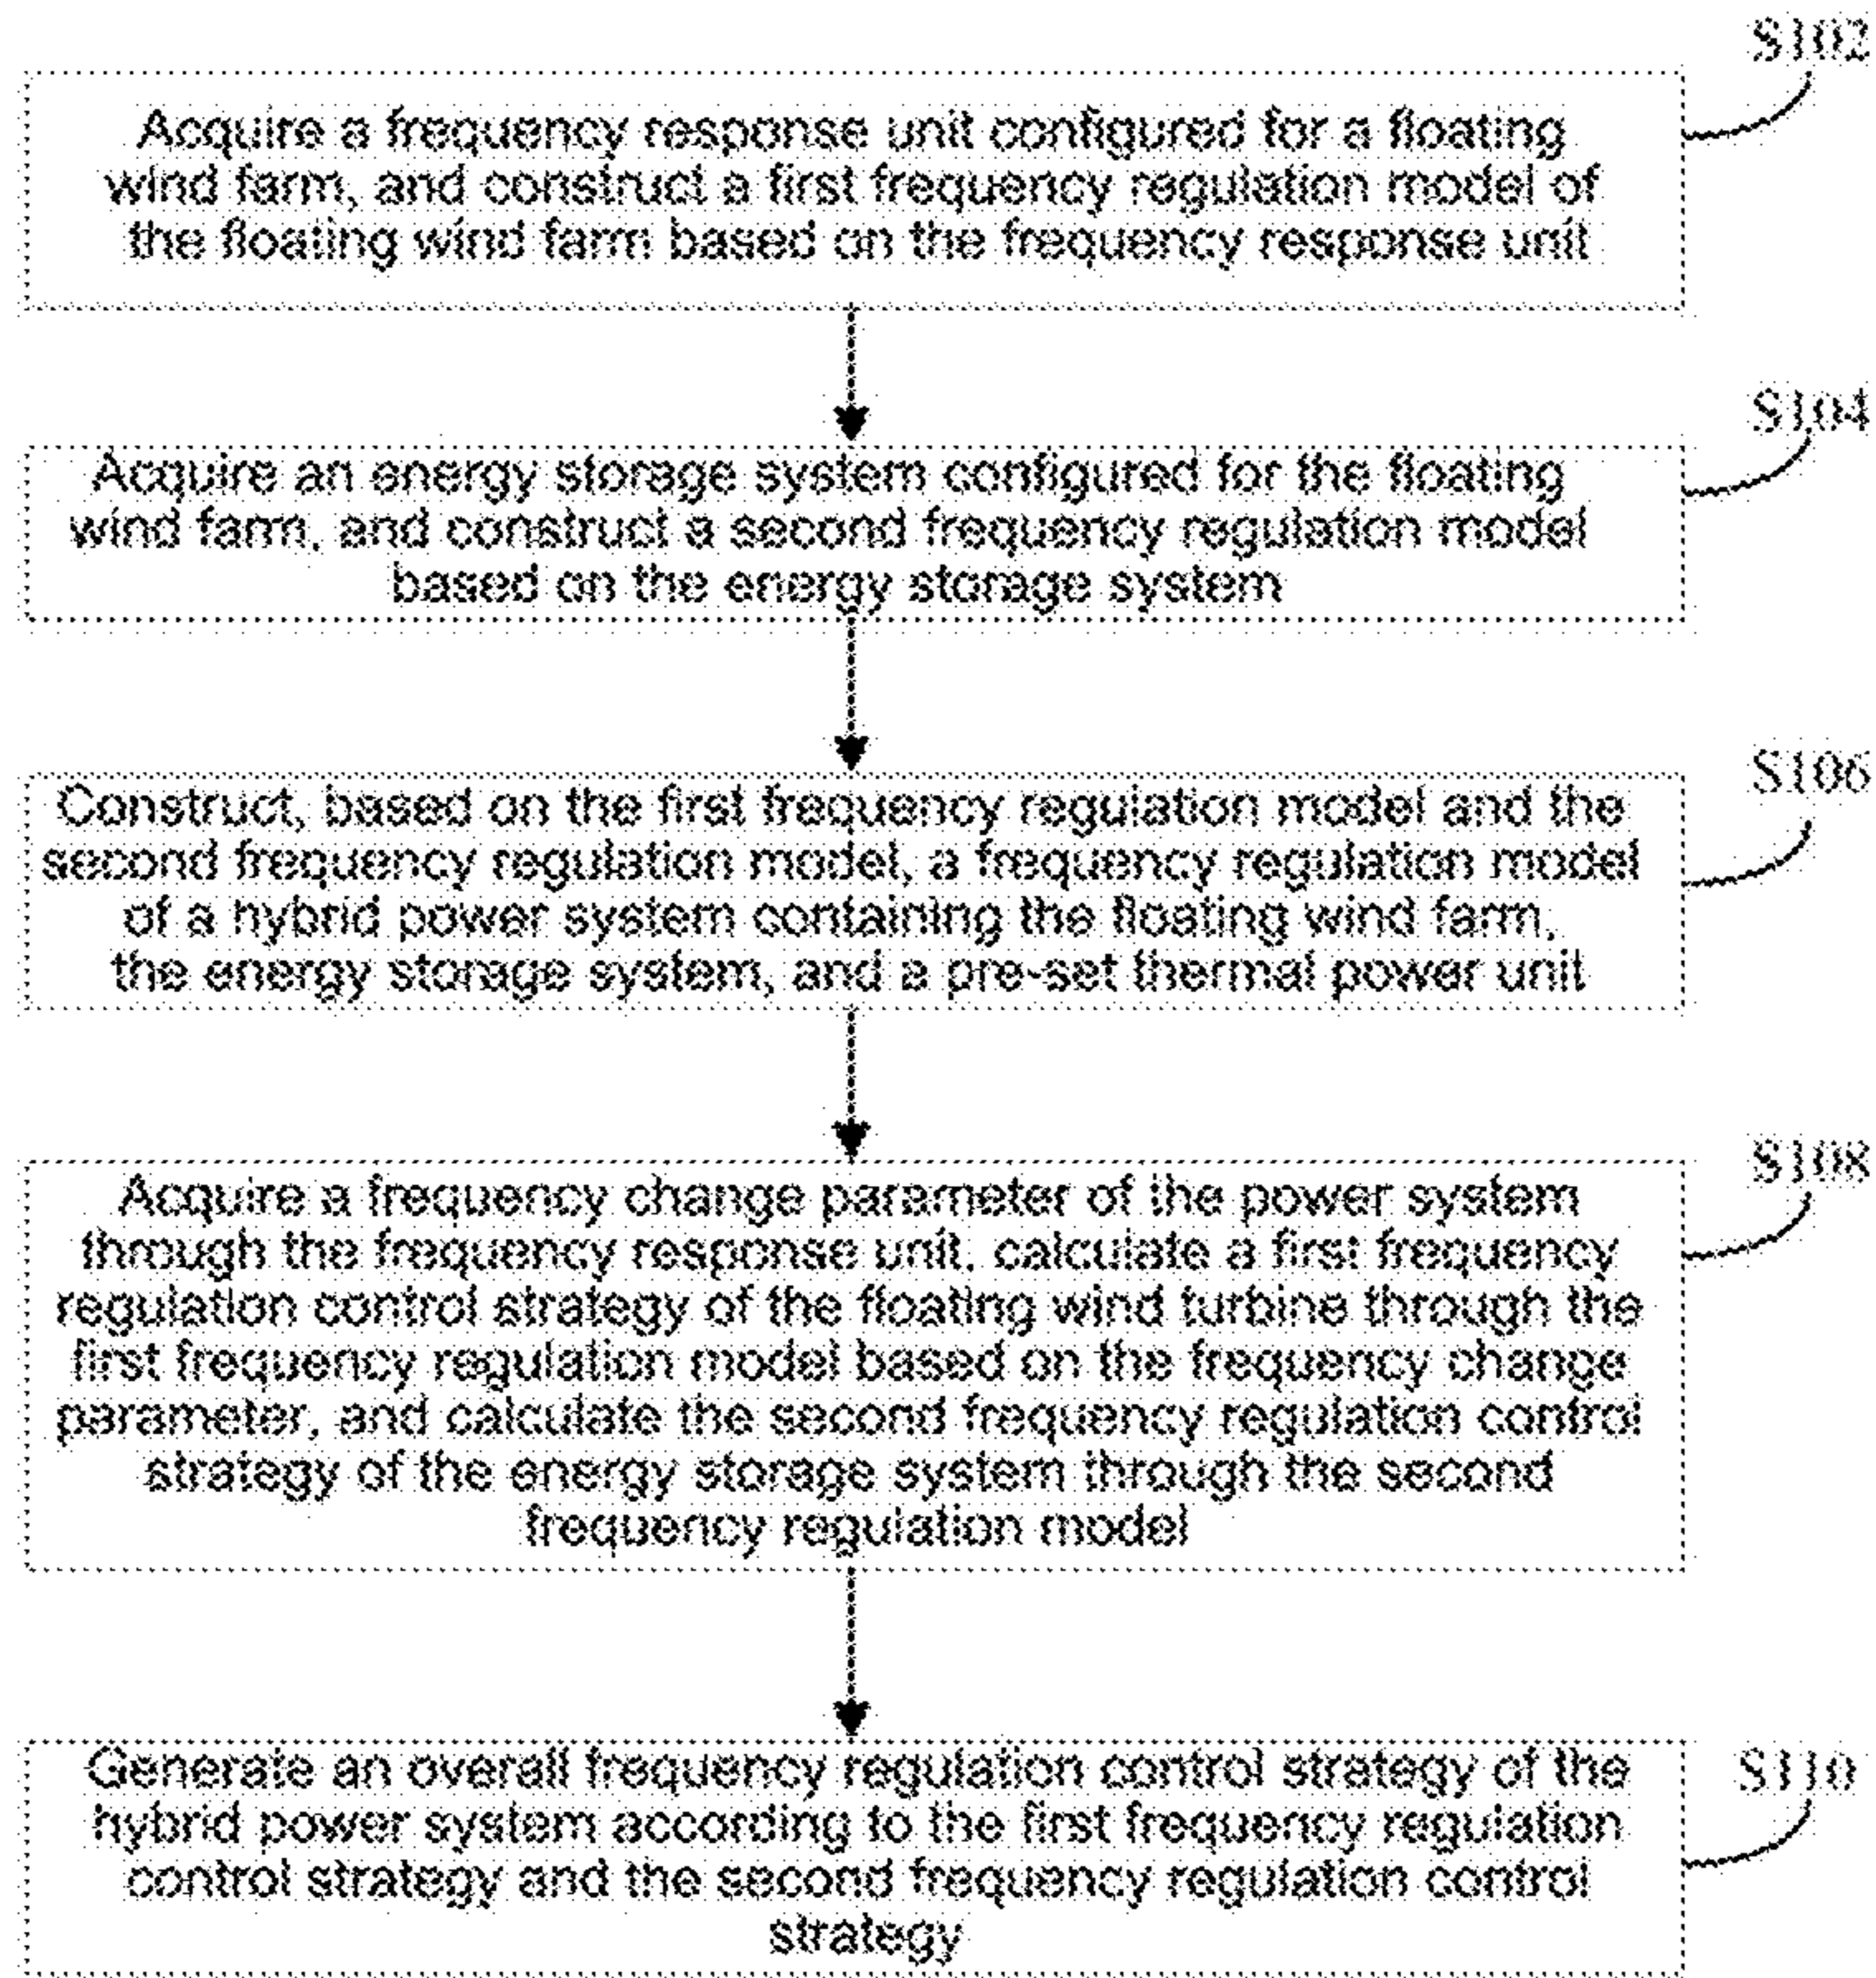 S102
Acquire a frequency response unit configured for a floating
wind farm, and construct a first frequency regulation model of
the floating wind farm based on the frequency response unit
S104
Acquire an energy storage system configured for the floating
wind farm, and construct a second frequency regulation model
based on the energy storage system
S106
Construct, based on the first frequency regulation model and the
second frequency regulation model, a frequency regulation model
of a hybrid power system containing the floating wind farm,
the energy storage system, and a pre-set thermal power unit
S108
Acquire a frequency change parameter of the power system
through the frequency response unit, calculate a first frequency
regulation control strategy of the floating wind turbine through the
first frequency regulation model based on the frequency change
parameter, and calculate the second frequency regulation control
strategy of the energy storage system through the second
frequency regulation model
S110
Generate an overall frequency regulation control strategy of the
hybrid power system according to the first frequency regulation
control strategy and the second frequency regulation control
strategy